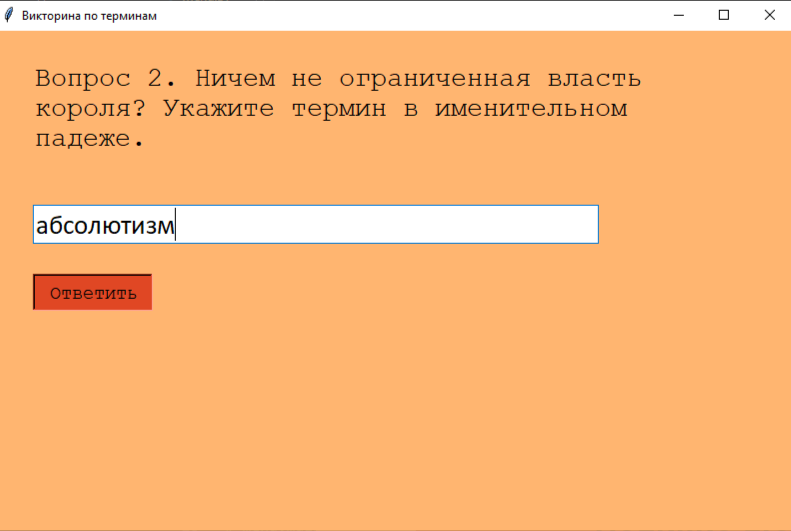 Викторина по терминам
Вопрос 2. Ничем не ограниченная власть
короля? Укажите термин в именительном
падеже.
абсолютизм
Ответить